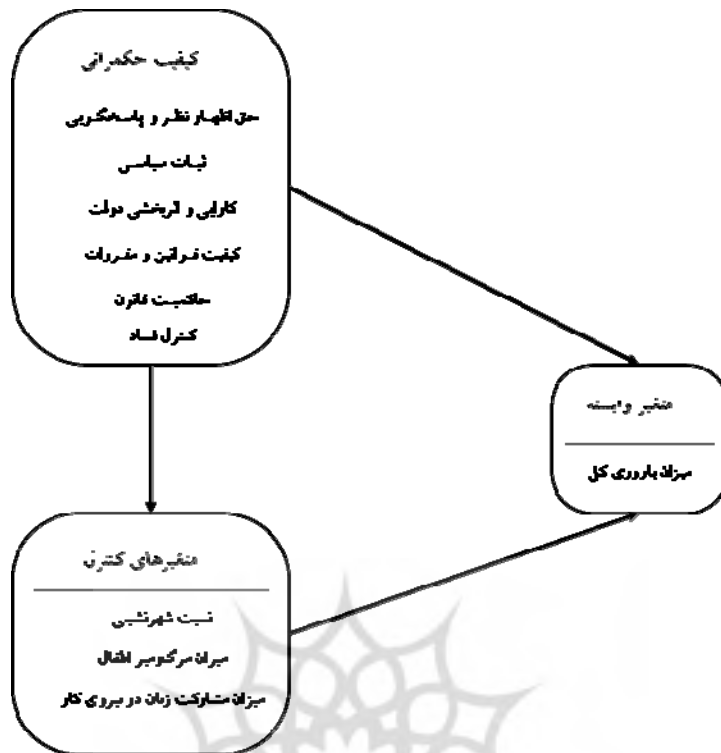 کیفیت حکمرانی
حق اظهار نظر و پاسخگویی
ثبات سیاسی
کارایی و اثربخشی دولت
کیفیت قوانین و مقررات
حاکمیت قانون
کنترل فساد
متغیر وابسته
میزان باروری کل
متغیرهای کنترل
نسبت شهرنشینی
میزان مرگ‌ومیر اطفال
میزان مشارکت زنان در نیروی کار